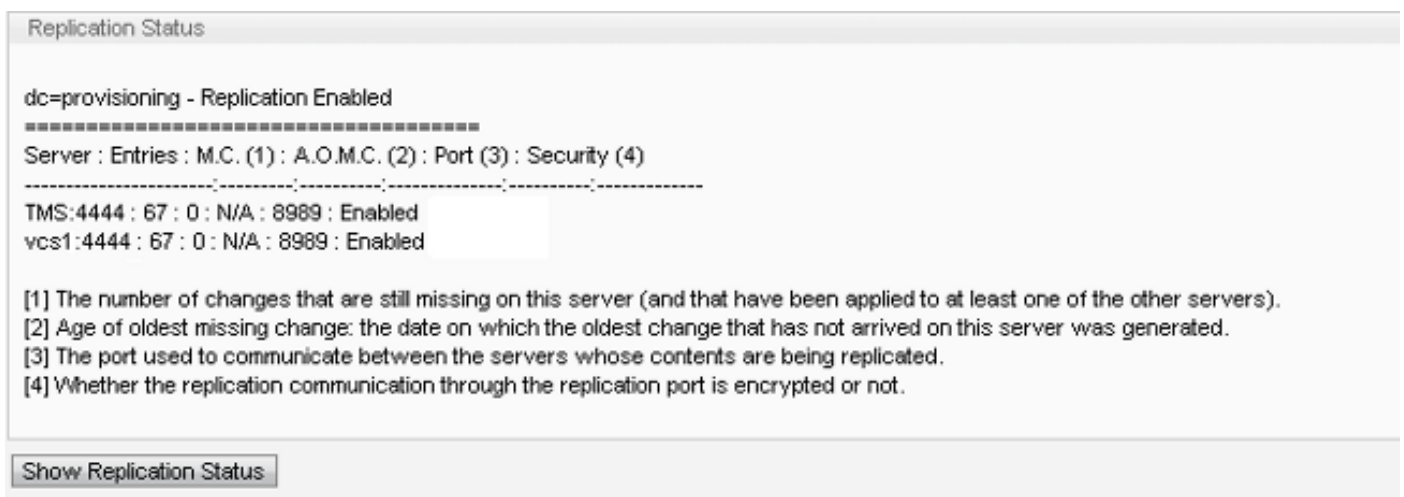 Replication Status
dc=provisioning - Replication Enabled
=====================================
Server : Entries : M.C. (1) : A.O.M.C. (2) : Port (3) : Security (4)
-----------------------:---------:----------:--------------:----------:-------------
TMS:4444 : 67 : 0 : N/A : 8989 : Enabled
vcs1:4444 : 67 : 0 : N/A : 8989 : Enabled
[1] The number of changes that are still missing on this server (and that have been applied to at least one of the other servers).
[2] Age of oldest missing change: the date on which the oldest change that has not arrived on this server was generated.
[3] The port used to communicate between the servers whose contents are being replicated.
[4] Whether the replication communication through the replication port is encrypted or not.
Show Replication Status